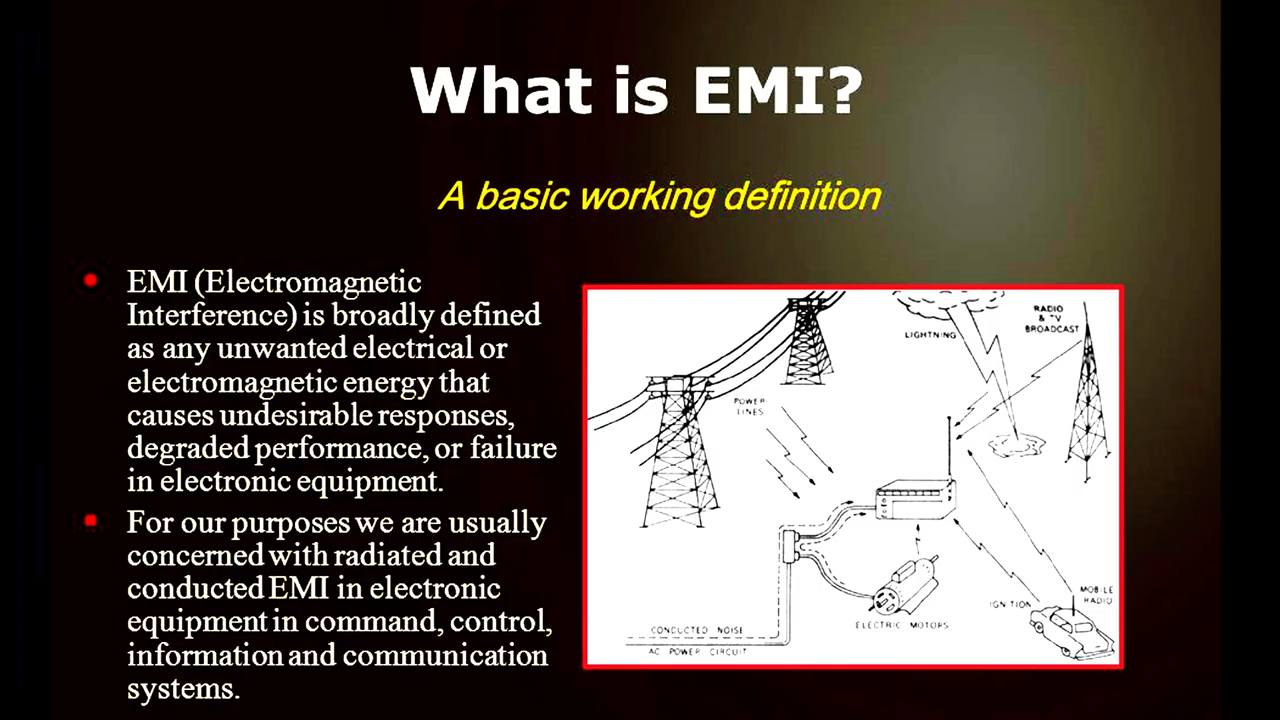 What is EMI?
A basic working definition
EMI (Electromagnetic
Interference) is broadly defined
as any unwanted electrical or
electromagnetic energy that
causes undesirable responses,
degraded performance, or failure
in electronic equipment.
For our purposes we are usually
concerned with radiated and
conducted EMI in electronic
equipment in command, control,
information and communication
systems.
LIGHTNING
RADIO
& TV
BROADCAST
POWER
LINES
IGNITION
MOBILE
RADIO
ELECTRIC MOTORS
CONDUCTED NOISE
AC POWER CIRCUIT